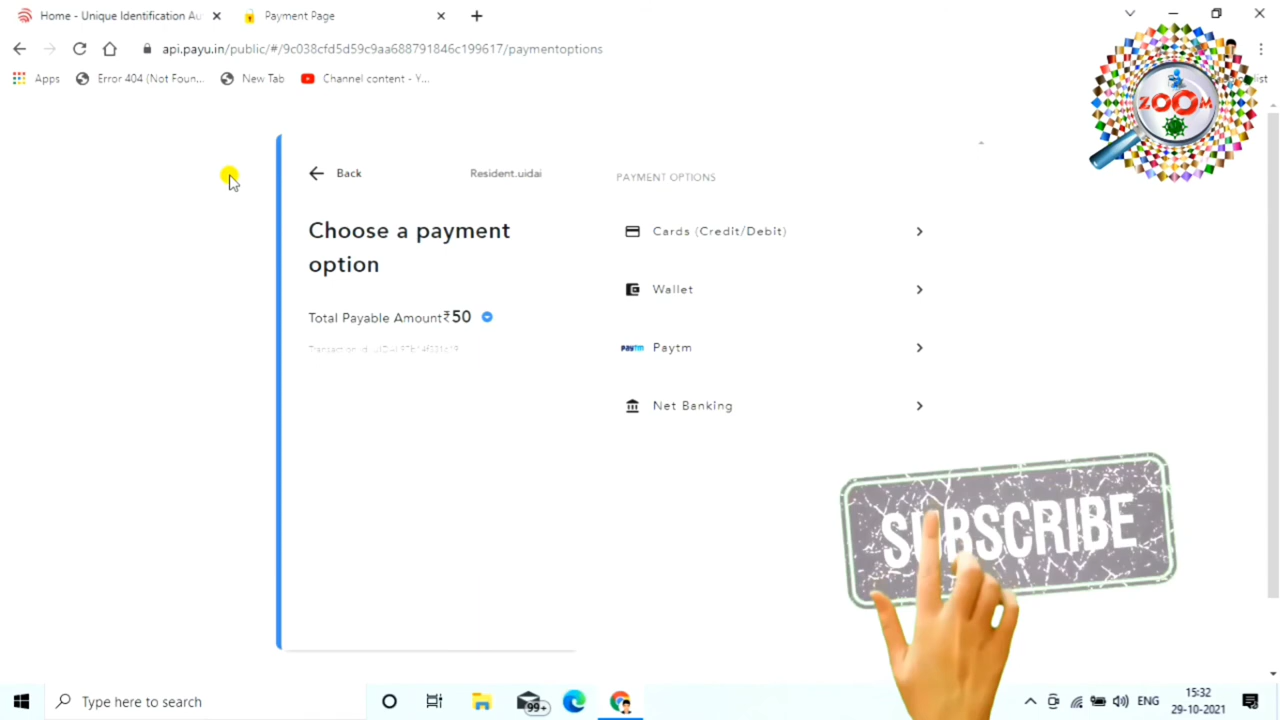 Home - Unique Identification Au
Payment Page
api.payu.in/public/#/9c038cfd5d59c9aa688791846c199617/paymentoptions
Apps
Error 404 (Not Foun...
New Tab
Channel content - Y...
ZOOM
Back
Resident.uidai
PAYMENT OPTIONS
Choose a payment
option
Cards (Credit/Debit)
Wallet
Total Payable Amount₹50
Paytm
Net Banking
SUBSCRIBE
Type here to search
99+
ENG
15:32
29-10-2021